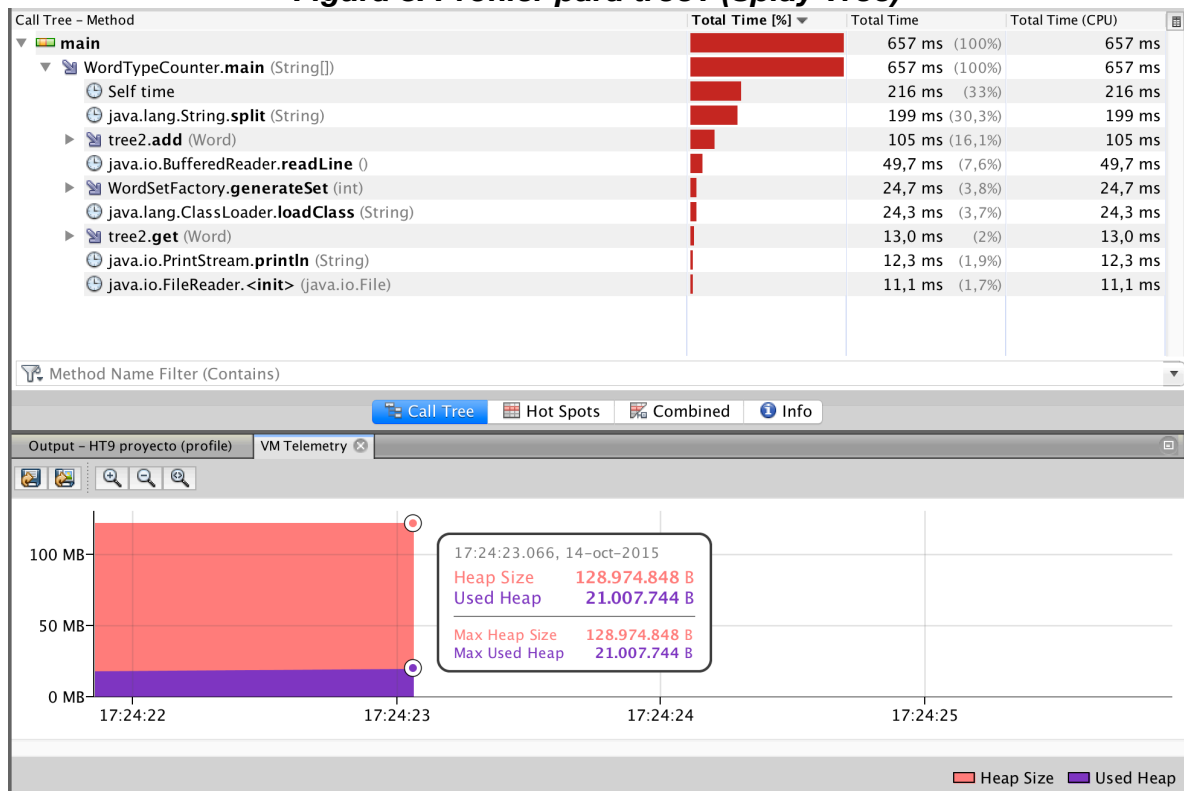 Figura 8. Profiler para tree1 (Splay Tree)
Call Tree – Method Total Time [%] Total Time Total Time (CPU)
main 657 ms (100%) 657 ms
WordTypeCounter.main (String[]) 657 ms (100%) 657 ms
Self time 216 ms (33%) 216 ms
java.lang.String.split (String) 199 ms (30,3%) 199 ms
tree2.add (Word) 105 ms (16,1%) 105 ms
java.io.BufferedReader.readLine () 49,7 ms (7,6%) 49,7 ms
WordSetFactory.generateSet (int) 24,7 ms (3,8%) 24,7 ms
java.lang.ClassLoader.loadClass (String) 24,3 ms (3,7%) 24,3 ms
tree2.get (Word) 13,0 ms (2%) 13,0 ms
java.io.PrintStream.println (String) 12,3 ms (1,9%) 12,3 ms
java.io.FileReader.<init> (java.io.File) 11,1 ms (1,7%) 11,1 ms
Method Name Filter (Contains)
Call Tree Hot Spots Combined Info
Output – HT9 proyecto (profile) VM Telemetry
100 MB
50 MB
0 MB
17:24:23.066, 14-oct-2015
Heap Size 128.974.848 B
Used Heap 21.007.744 B
Max Heap Size 128.974.848 B
Max Used Heap 21.007.744 B
17:24:22 17:24:23 17:24:24 17:24:25
Heap Size Used Heap